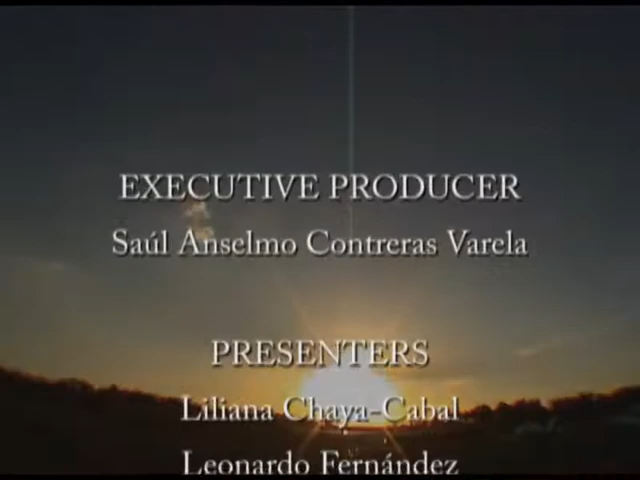 EXECUTIVE PRODUCER
Saúl Anselmo Contreras Varela
PRESENTERS
Liliana Chaya-Cabal
Leonardo Fernández